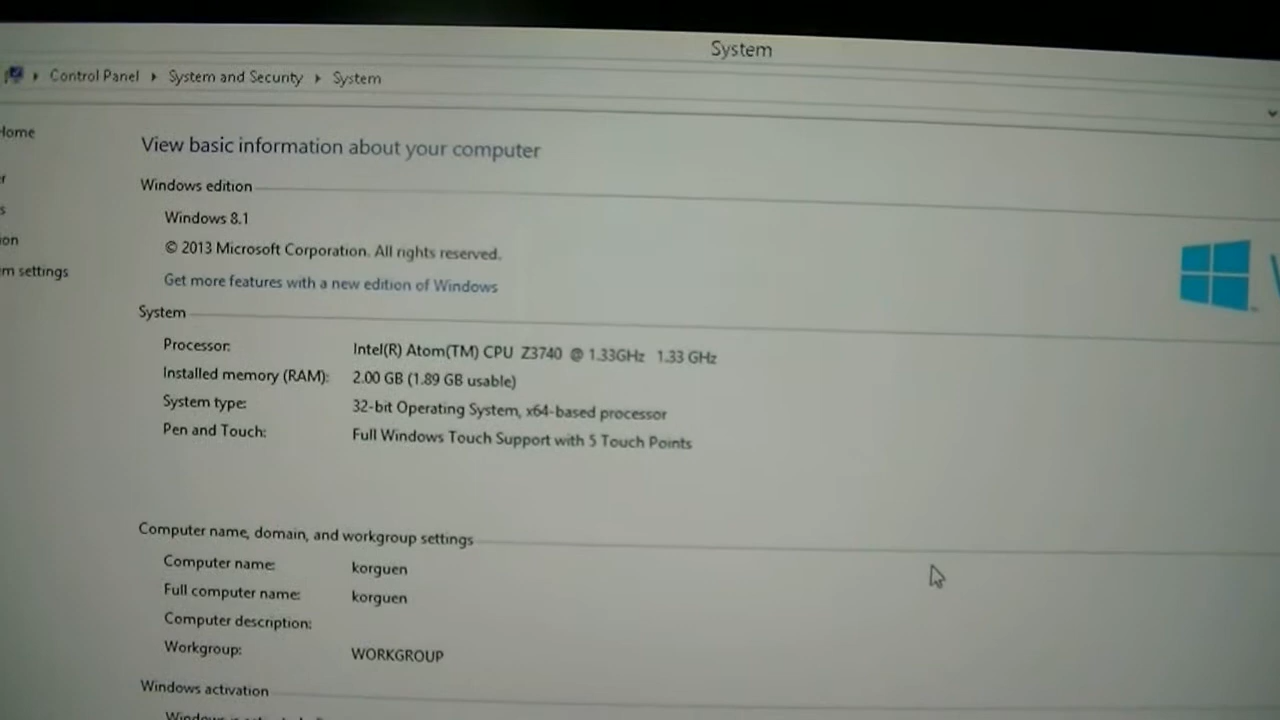 System
Control Panel ▸ System and Security ▸ System
Home
View basic information about your computer
Windows edition
Windows 8.1
© 2013 Microsoft Corporation. All rights reserved.
Get more features with a new edition of Windows
settings
System
Processor: Intel(R) Atom(TM) CPU Z3740 @ 1.33GHz 1.33 GHz
Installed memory (RAM): 2.00 GB (1.89 GB usable)
System type: 32-bit Operating System, x64-based processor
Pen and Touch: Full Windows Touch Support with 5 Touch Points
Computer name, domain, and workgroup settings
Computer name: korguen
Full computer name: korguen
Computer description:
Workgroup: WORKGROUP
Windows activation